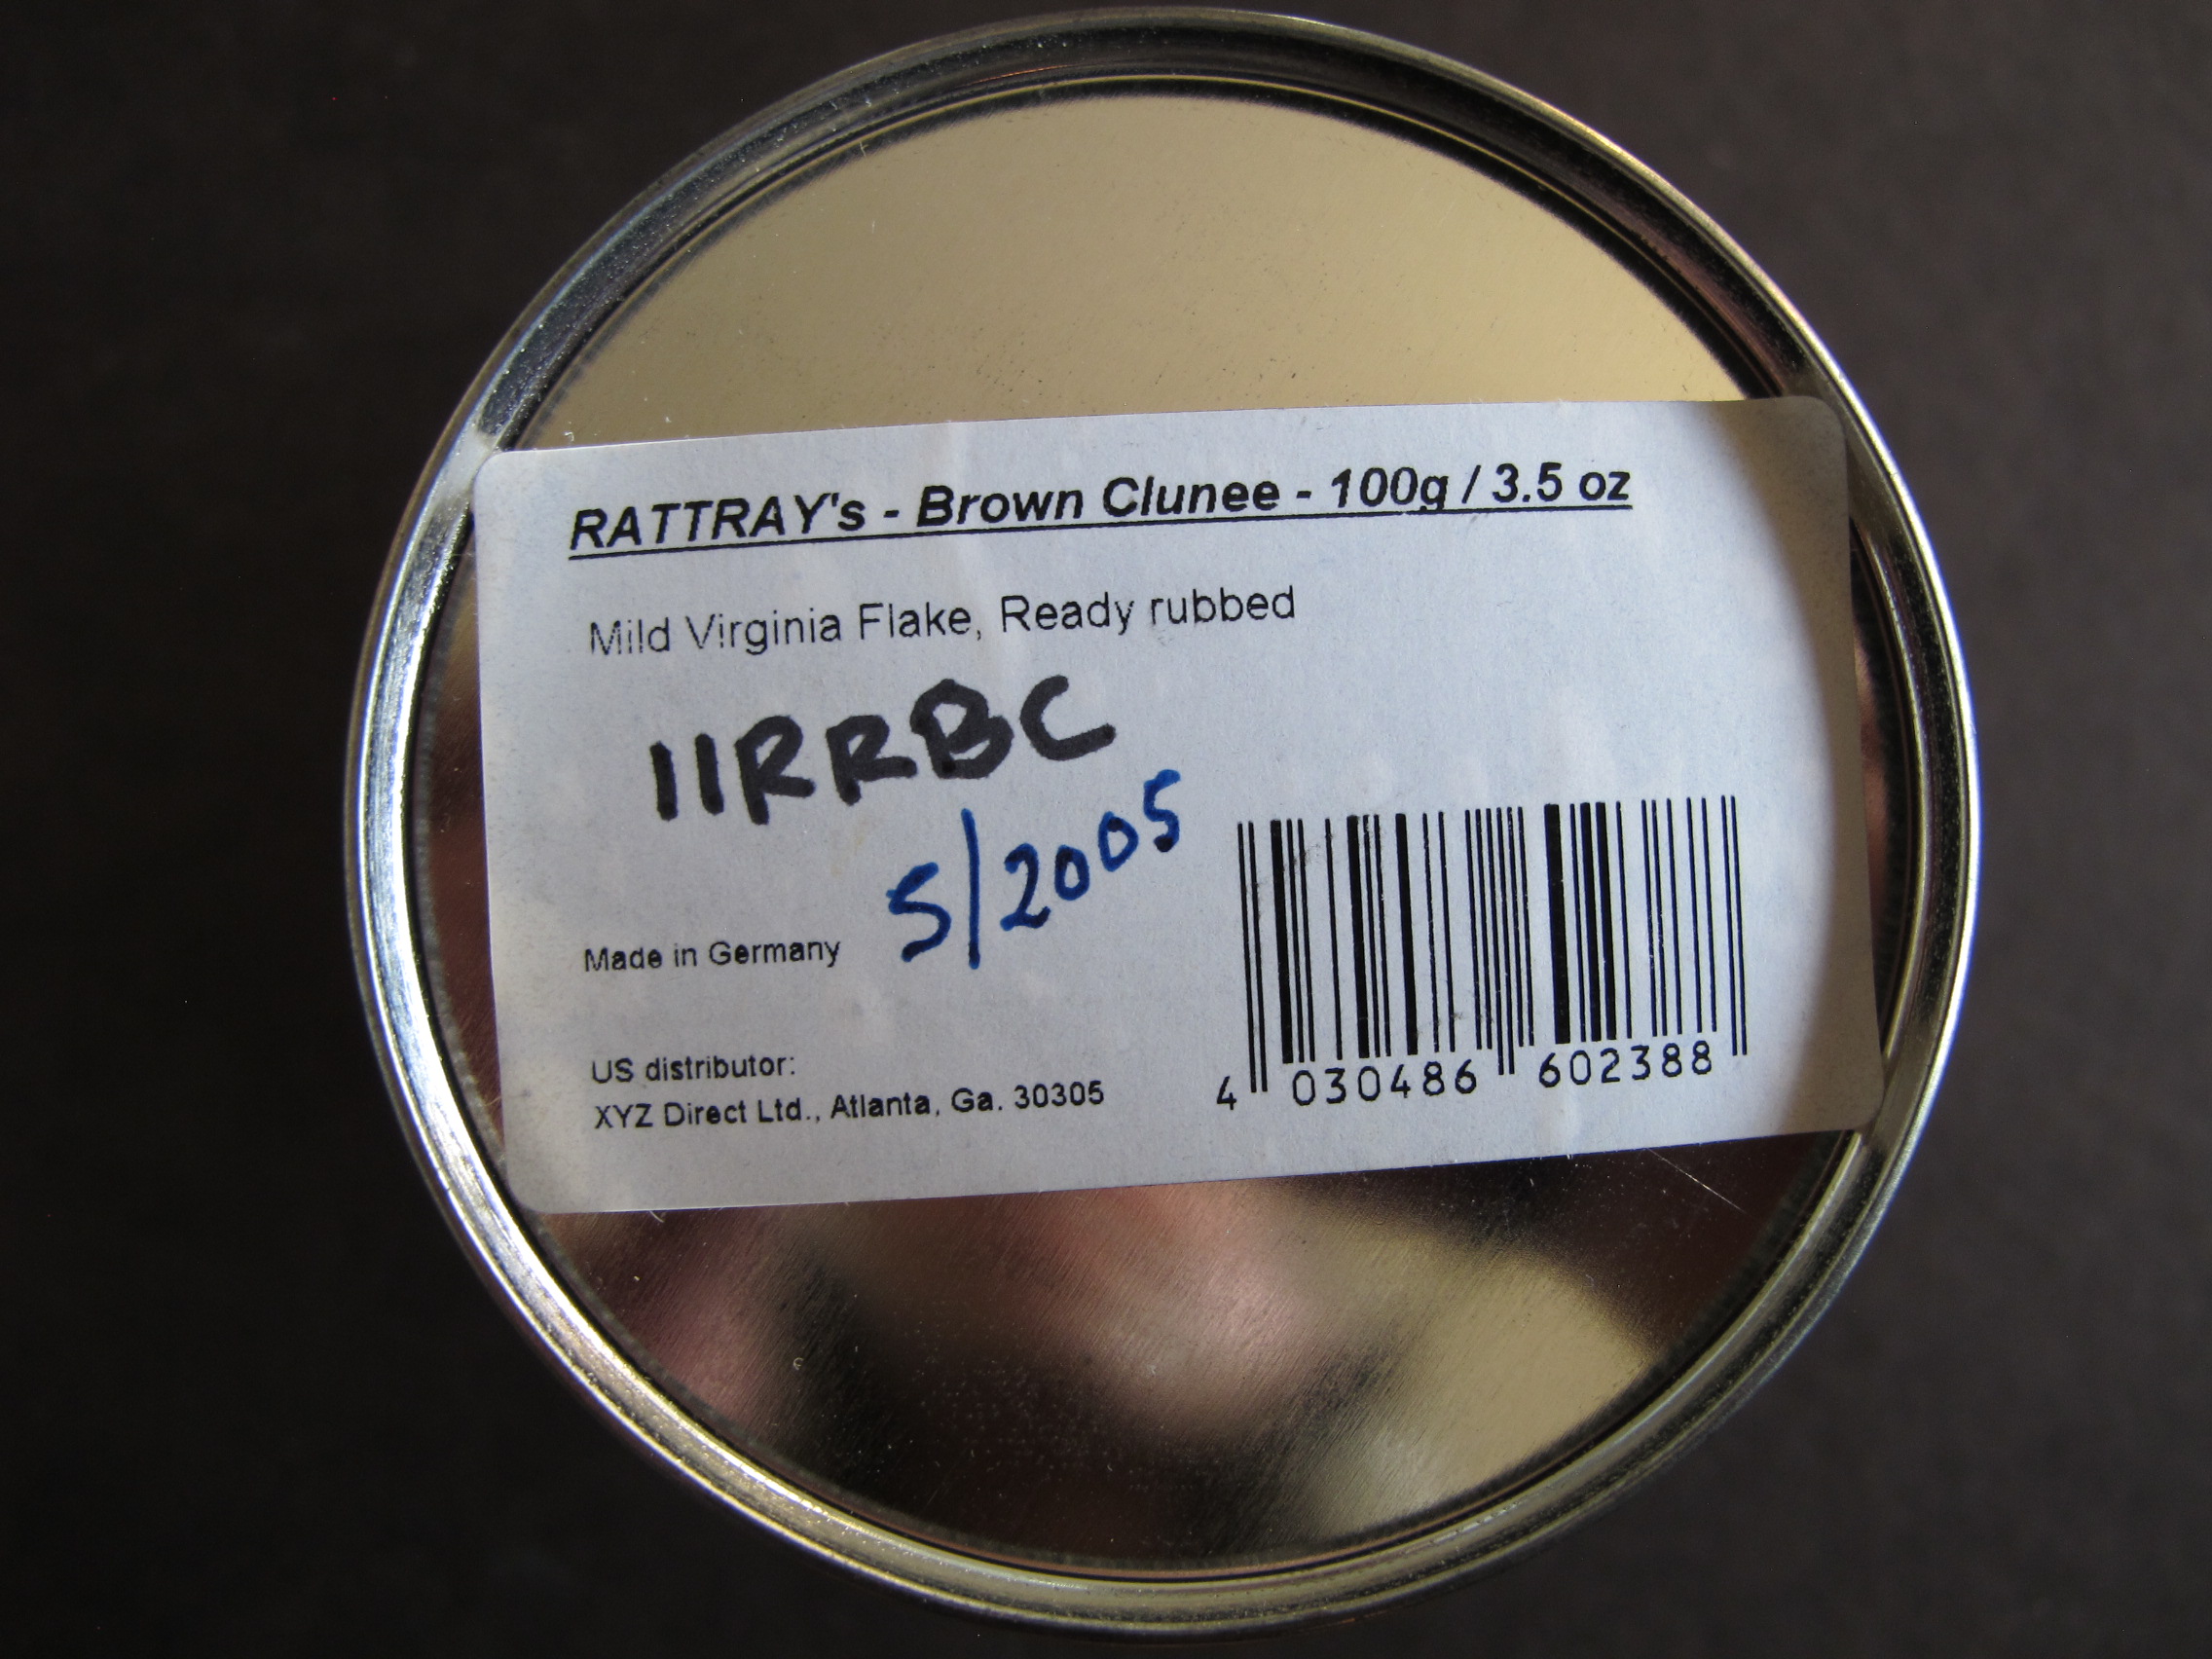 RATTRAY's - Brown Clunee - 100g / 3.5 oz
Mild Virginia Flake, Ready rubbed
11RRBC
5/2005
Made in Germany
US distributor:
XYZ Direct Ltd., Atlanta, Ga. 30305
4 030486 602388